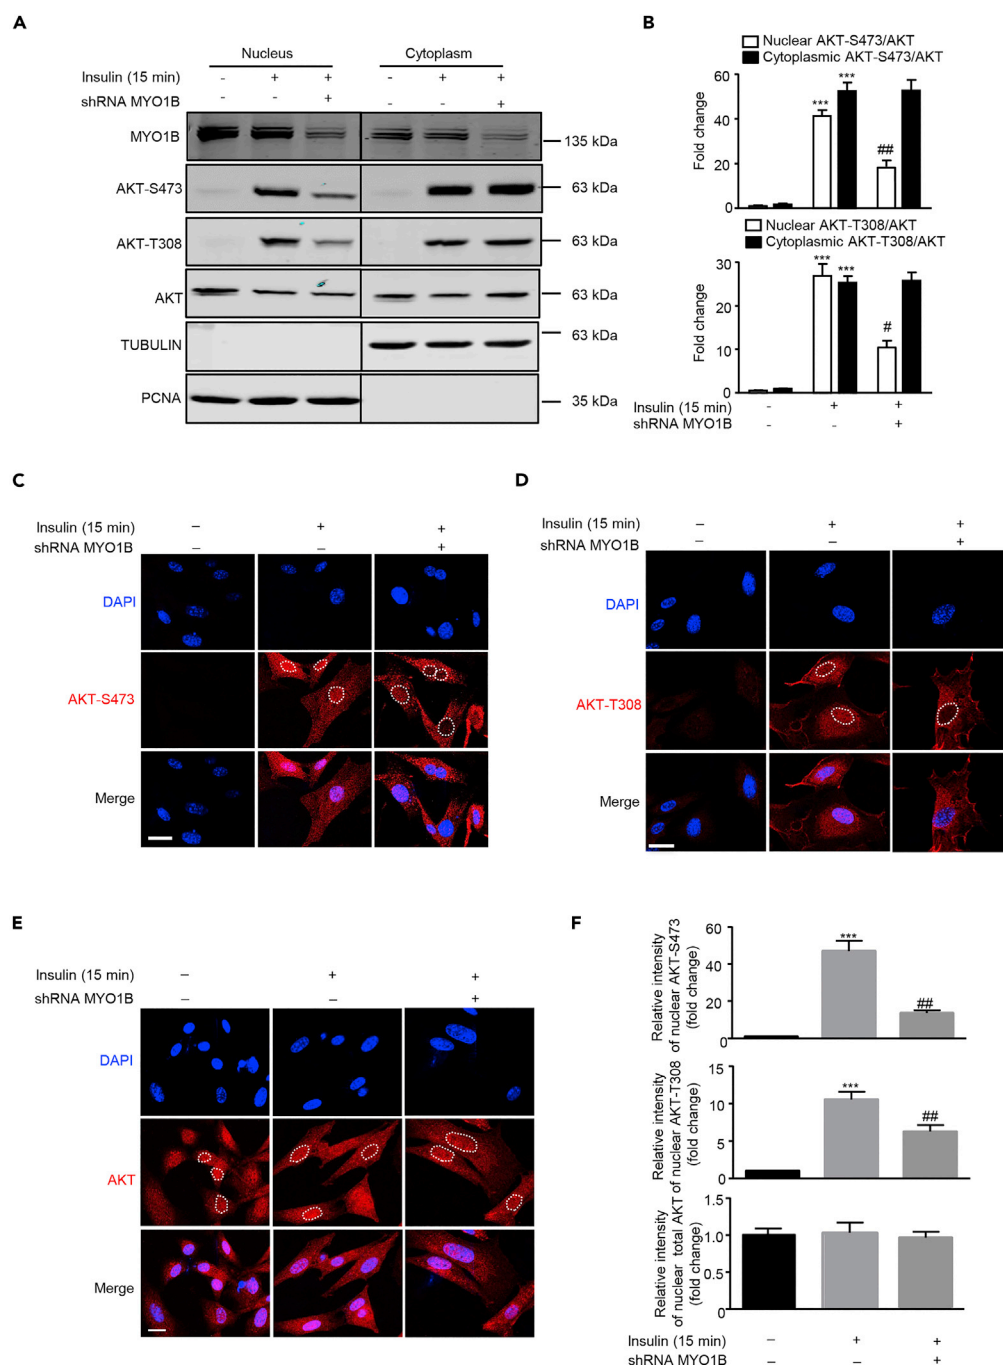 A
Nucleus Cytoplasm
Insulin (15 min) - + + - + +
shRNA MYO1B - - + - - +
MYO1B 135 kDa
AKT-S473 63 kDa
AKT-T308 63 kDa
AKT 63 kDa
TUBULIN 63 kDa
PCNA 35 kDa
B
Nuclear AKT-S473/AKT
Cytoplasmic AKT-S473/AKT
Fold change
60
40
20
0
*** *** ##
Nuclear AKT-T308/AKT
Cytoplasmic AKT-T308/AKT
Fold change
30
20
10
0
*** *** #
Insulin (15 min) - + +
shRNA MYO1B - - +
C
Insulin (15 min) – + +
shRNA MYO1B – – +
DAPI
AKT-S473
Merge
D
Insulin (15 min) – + +
shRNA MYO1B – – +
DAPI
AKT-T308
Merge
E
Insulin (15 min) – + +
shRNA MYO1B – – +
DAPI
AKT
Merge
F
Relative intensity
of nuclear AKT-S473
(fold change)
60
40
20
0
*** ##
Relative intensity
of nuclear AKT-T308
(fold change)
15
10
5
0
*** ##
Relative intensity
of nuclear total AKT
(fold change)
1.5
1.0
0.5
0
Insulin (15 min) – + +
shRNA MYO1B – – +